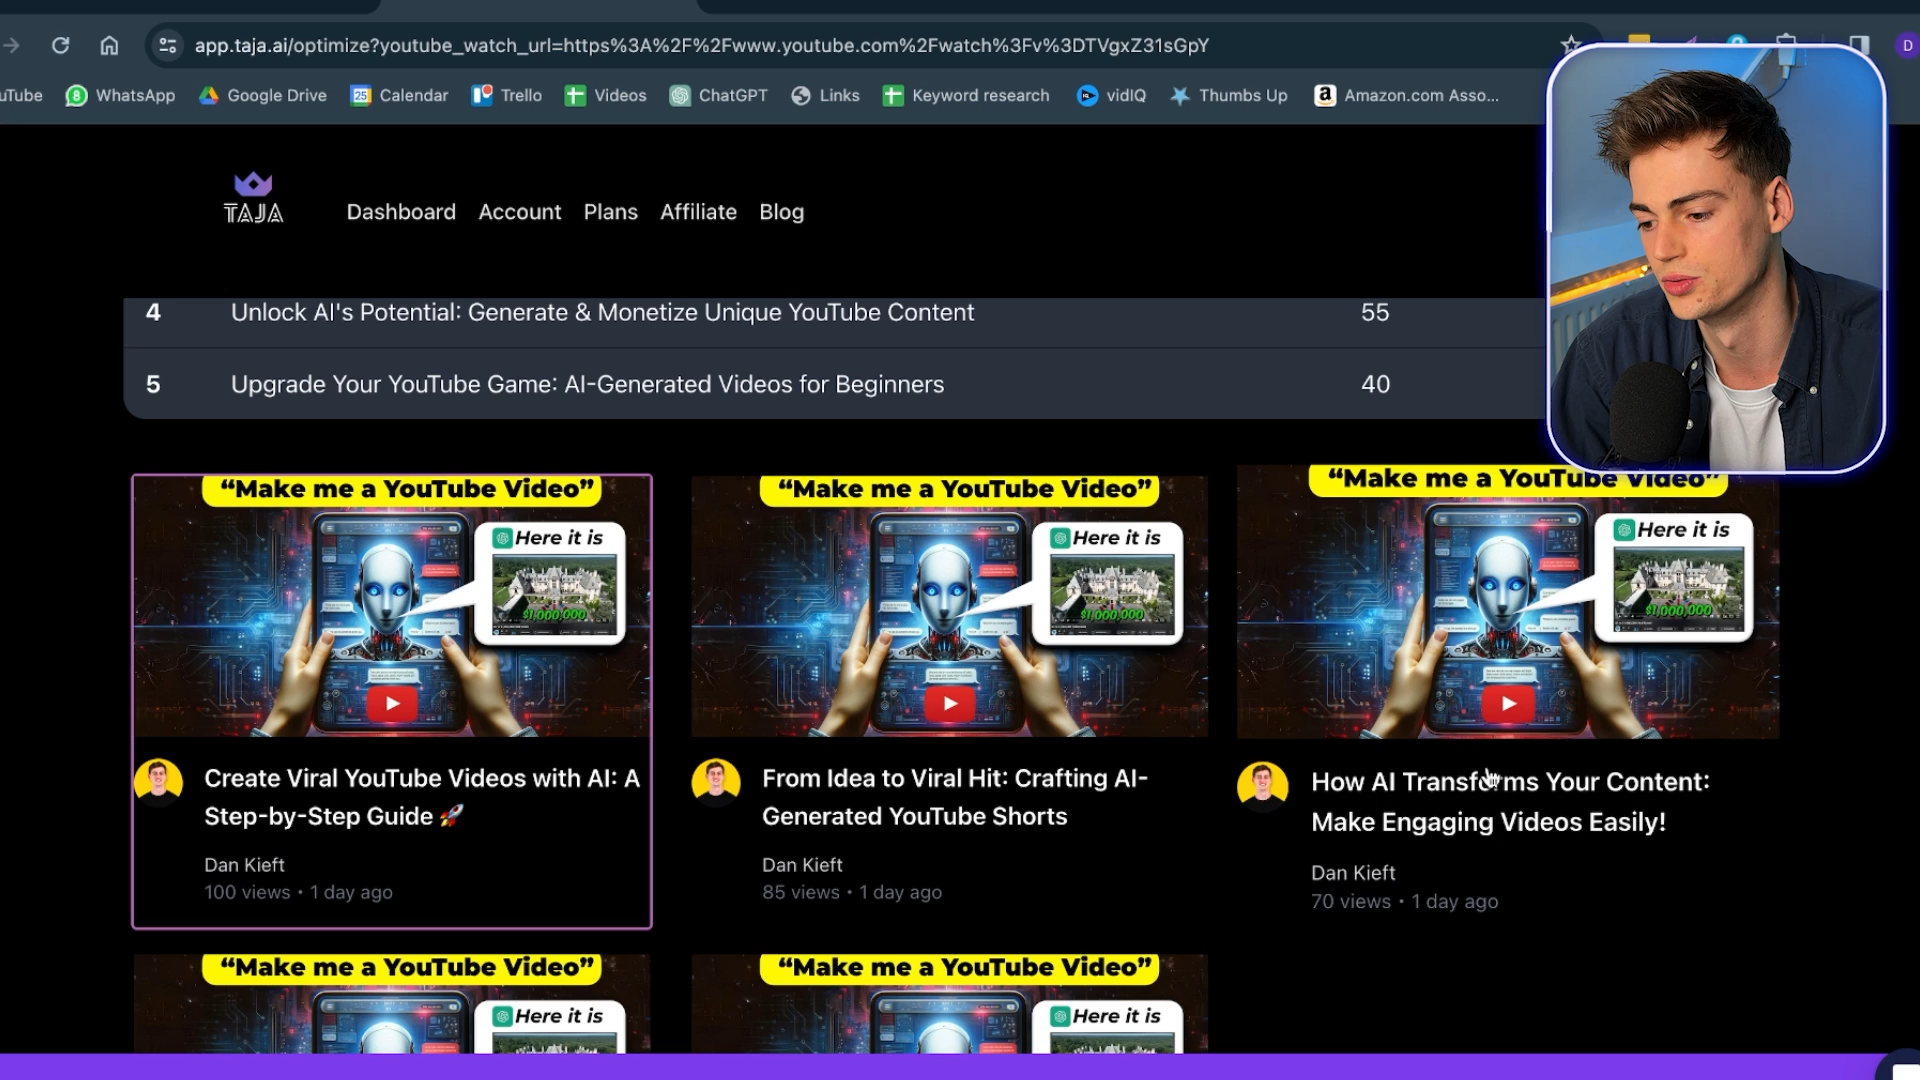 app.taja.ai/optimize?youtube_watch_url=https%3A%2F%2Fwww.youtube.com%2Fwatch%3Fv%3DTVgxZ31sGpY
D
uTube
8 WhatsApp
Google Drive
25 Calendar
Trello
Videos
ChatGPT
Links
Keyword research
vidIQ
Thumbs Up
a Amazon.com Asso...
TAJA
Dashboard
Account
Plans
Affiliate
Blog
4 Unlock AI's Potential: Generate & Monetize Unique YouTube Content 55
5 Upgrade Your YouTube Game: AI-Generated Videos for Beginners 40
“Make me a YouTube Video”
Here it is
$1,000,000
Create Viral YouTube Videos with AI: A
Step-by-Step Guide 🚀
Dan Kieft
100 views • 1 day ago
“Make me a YouTube Video”
Here it is
$1,000,000
From Idea to Viral Hit: Crafting AI-
Generated YouTube Shorts
Dan Kieft
85 views • 1 day ago
“Make me a YouTube Video”
Here it is
$1,000,000
How AI Transforms Your Content:
Make Engaging Videos Easily!
Dan Kieft
70 views • 1 day ago
“Make me a YouTube Video”
Here it is
“Make me a YouTube Video”
Here it is